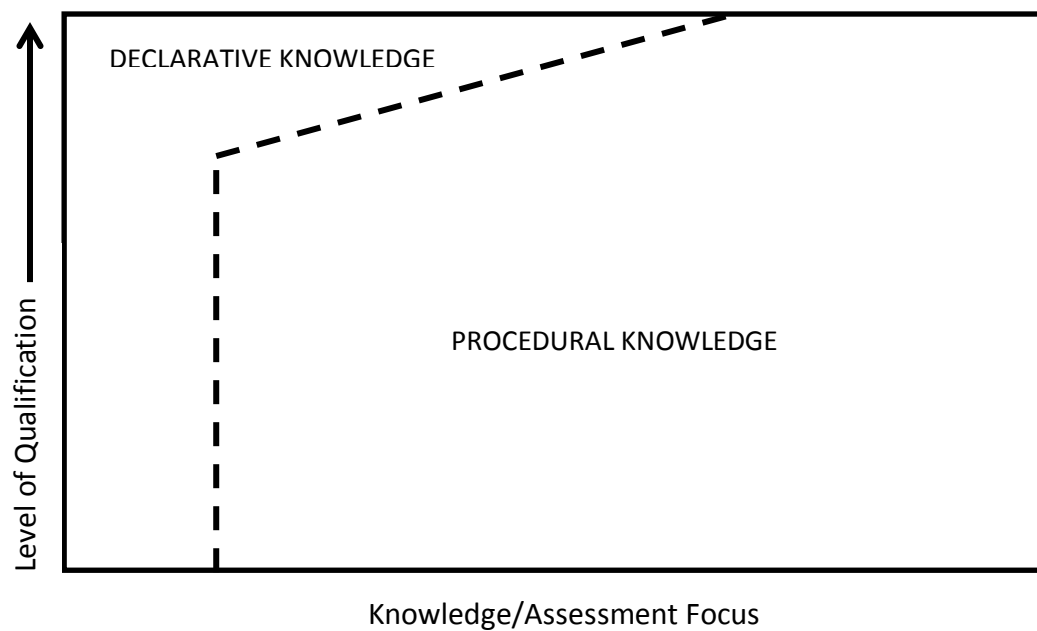 DECLARATIVE KNOWLEDGE
PROCEDURAL KNOWLEDGE
Level of Qualification
Knowledge/Assessment Focus